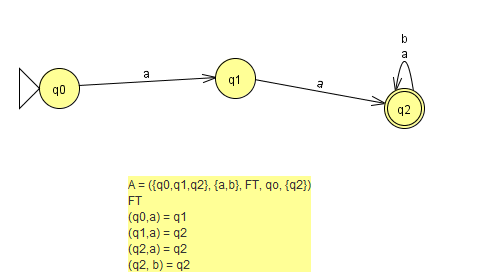 b
a
q0
a
q1
a
q2
A = ({q0,q1,q2}, {a,b}, FT, qo, {q2})
FT
(q0,a) = q1
(q1,a) = q2
(q2,a) = q2
(q2, b) = q2